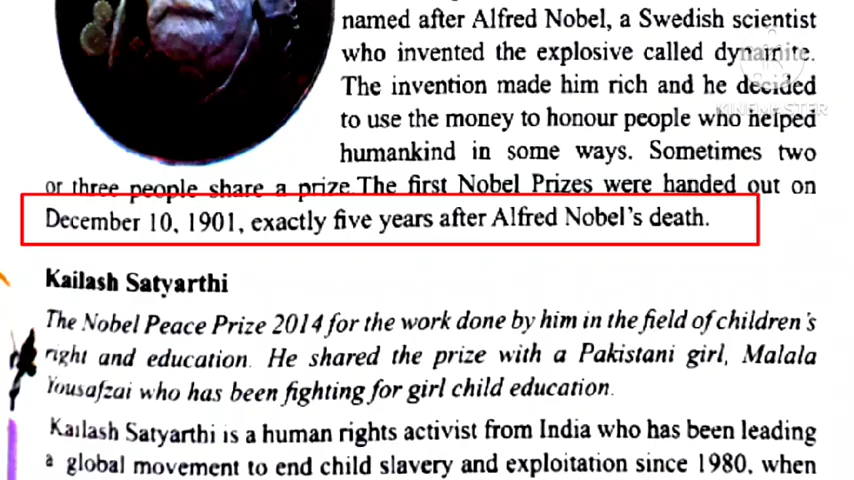 named after Alfred Nobel, a Swedish scientist
who invented the explosive called dynamite.
The invention made him rich and he decided
to use the money to honour people who helped
humankind in some ways. Sometimes two
or three people share a prize. The first Nobel Prizes were handed out on
December 10, 1901, exactly five years after Alfred Nobel's death.
Kailash Satyarthi
The Nobel Peace Prize 2014 for the work done by him in the field of children's
right and education. He shared the prize with a Pakistani girl, Malala
Yousafzai who has been fighting for girl child education.
Kailash Satyarthi is a human rights activist from India who has been leading
a global movement to end child slavery and exploitation since 1980, when
KINEMASTER